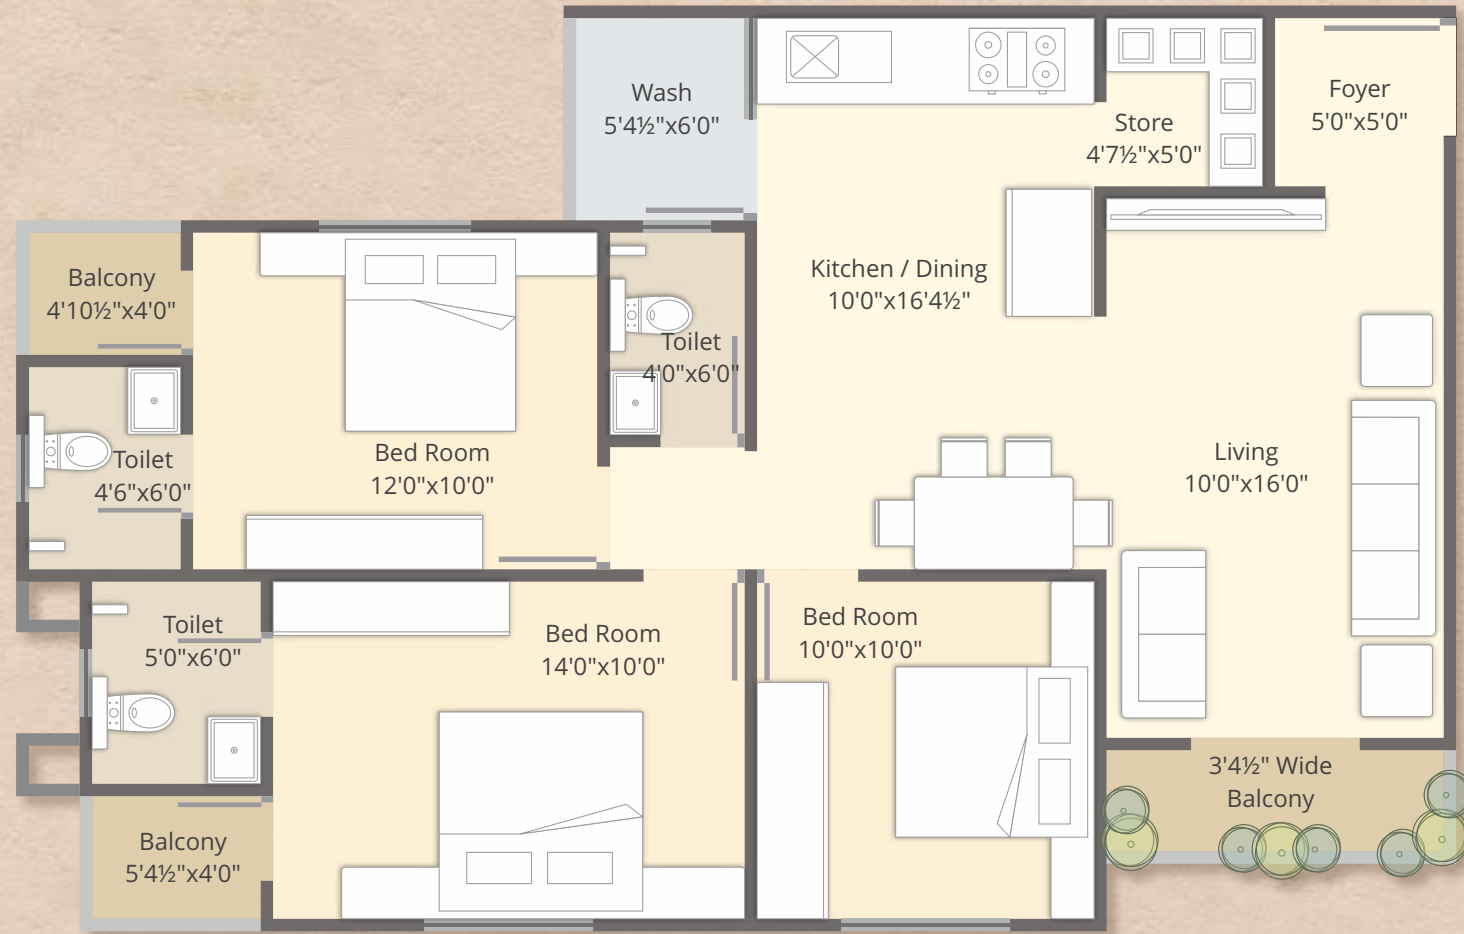 Wash
5'4½"x6'0"
Foyer
5'0"x5'0"
Store
4'7½"x5'0"
Balcony
4'10½"x4'0"
Kitchen / Dining
10'0"x16'4½"
Toilet
4'0"x6'0"
Bed Room
12'0"x10'0"
Toilet
4'6"x6'0"
Living
10'0"x16'0"
Toilet
5'0"x6'0"
Bed Room
14'0"x10'0"
Bed Room
10'0"x10'0"
3'4½" Wide
Balcony
Balcony
5'4½"x4'0"